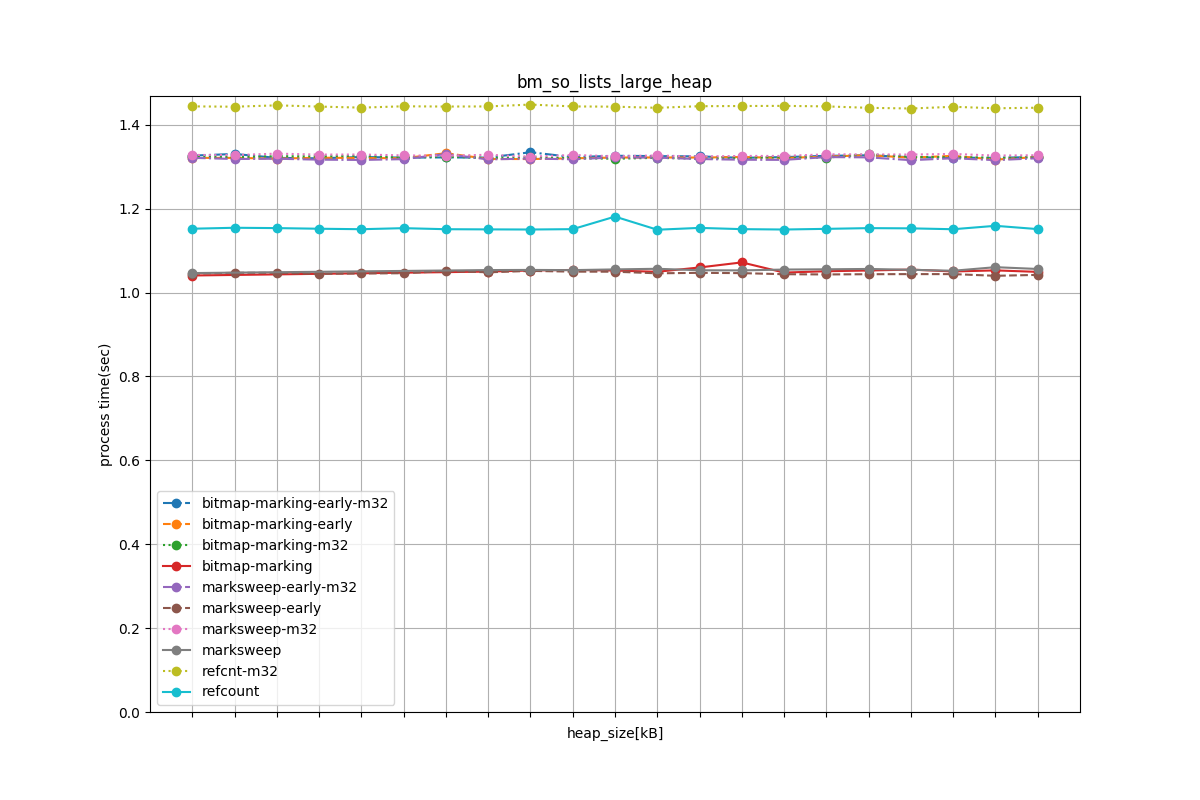 bm_so_lists_large_heap
process time(sec)
1.4
1.2
1.0
0.8
0.6
0.4
0.2
0.0
bitmap-marking-early-m32
bitmap-marking-early
bitmap-marking-m32
bitmap-marking
marksweep-early-m32
marksweep-early
marksweep-m32
marksweep
refcnt-m32
refcount
heap_size[kB]